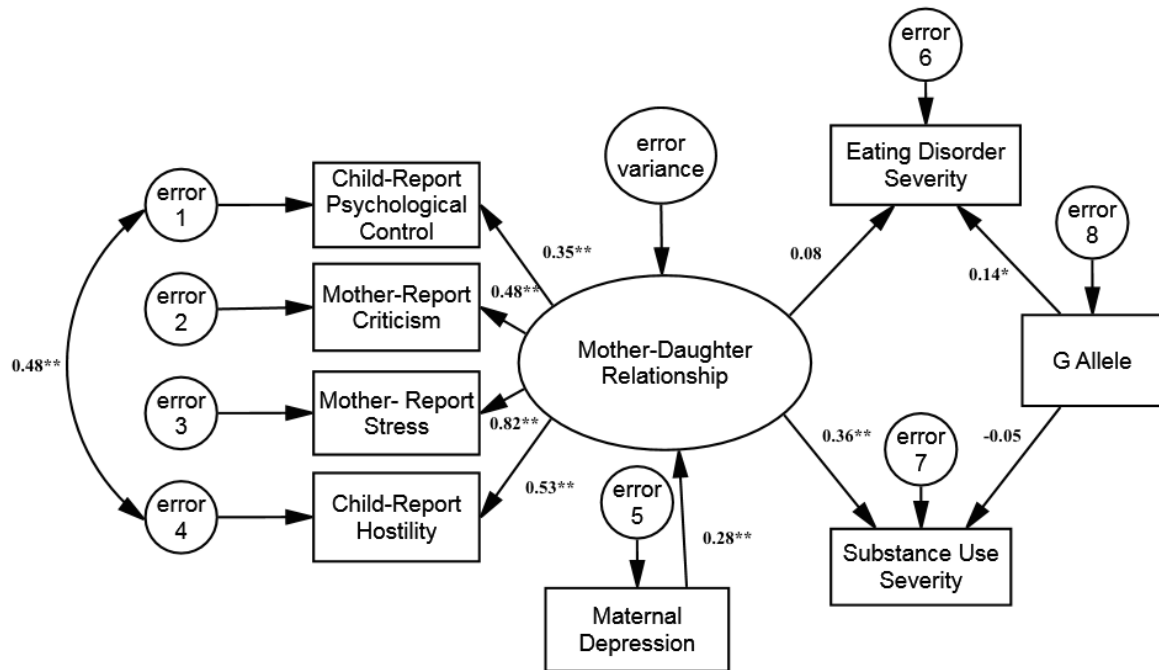 error
6
error
variance
Eating Disorder
Severity
error
1
Child-Report
Psychological
Control
error
8
0.35**
0.08
0.14*
error
2
Mother-Report
Criticism
0.48**
Mother-Daughter
Relationship
G Allele
0.48**
error
3
Mother- Report
Stress
0.82**
0.36**
error
7
-0.05
error
4
Child-Report
Hostility
0.53**
error
5
0.28**
Substance Use
Severity
Maternal
Depression